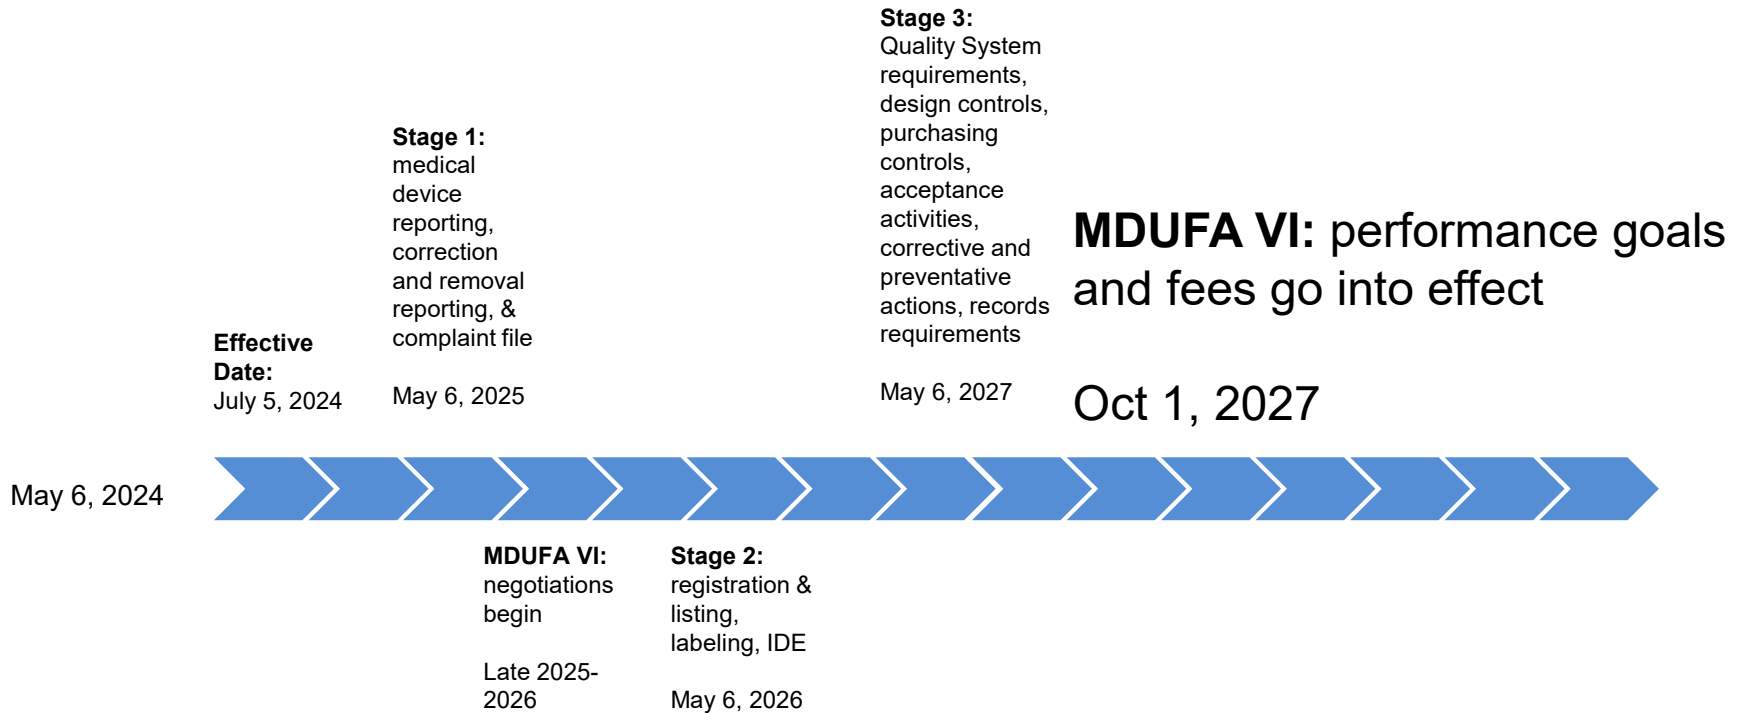 May 6, 2024
Effective
Date:
July 5, 2024
Stage 1:
medical
device
reporting,
correction
and removal
reporting, &
complaint file
May 6, 2025
MDUFA VI:
negotiations
begin
Late 2025-
2026
Stage 2:
registration &
listing,
labeling, IDE
May 6, 2026
Stage 3:
Quality System
requirements,
design controls,
purchasing
controls,
acceptance
activities,
corrective and
preventative
actions, records
requirements
May 6, 2027
MDUFA VI: performance goals
and fees go into effect
Oct 1, 2027